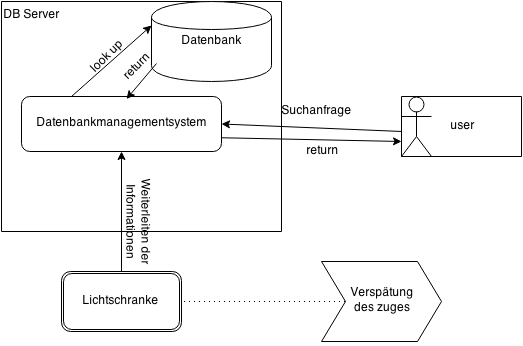 DB Server
Datenbank
look up
return
Datenbankmanagementsystem
Suchanfrage
user
return
Weiterleiten der
Informationen
Lichtschranke
Verspätung
des zuges